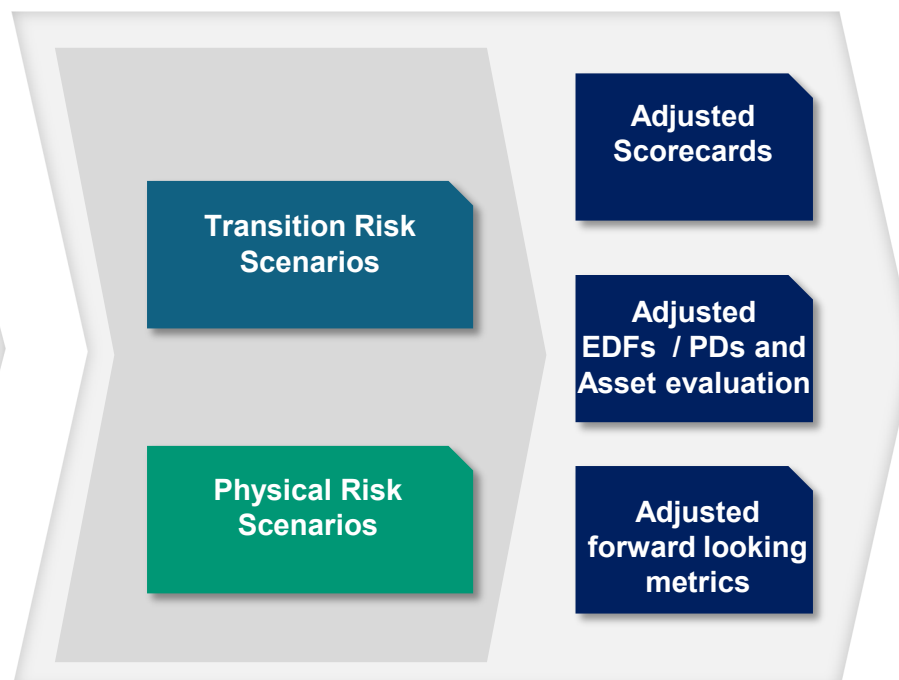 Transition Risk
Scenarios
Physical Risk
Scenarios
Adjusted
Scorecards
Adjusted
EDFs / PDs and
Asset evaluation
Adjusted
forward looking
metrics